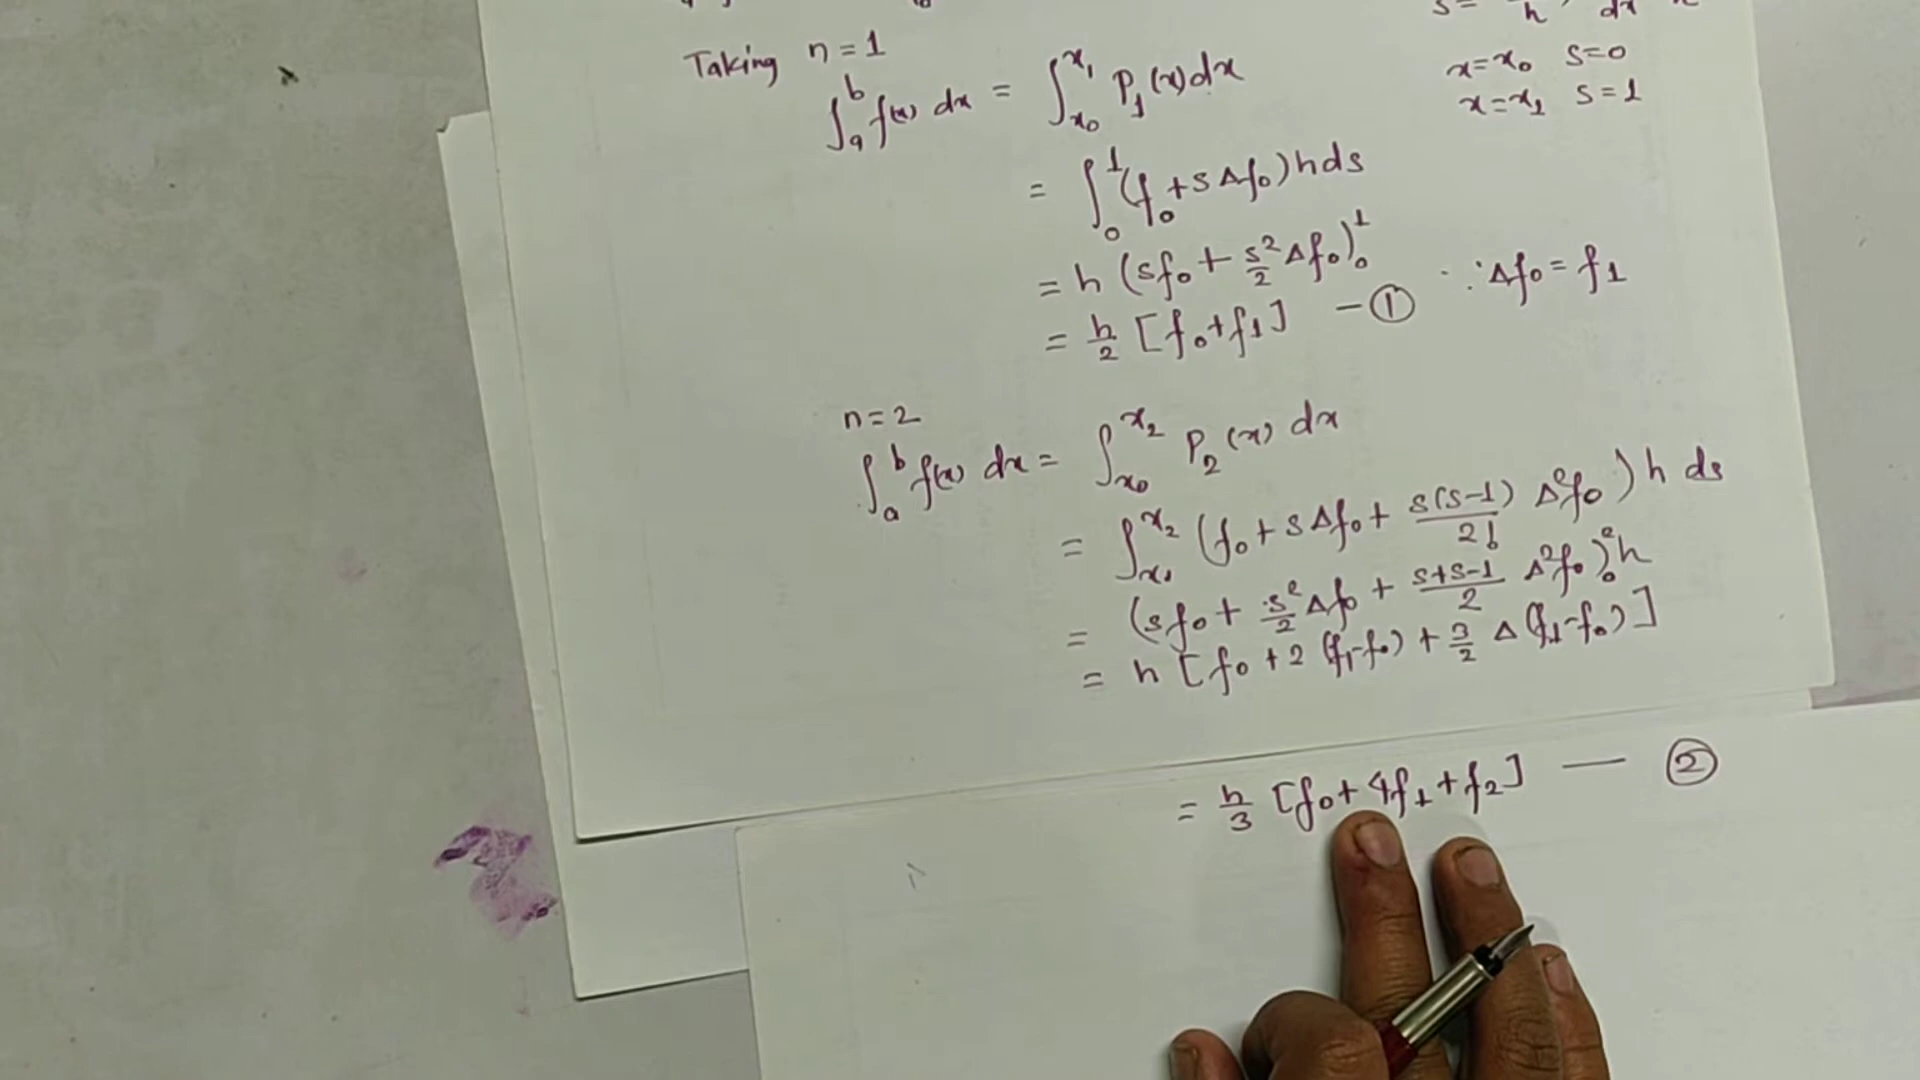 Taking n = 1
∫_a^b f(x) dx = ∫_{x_0}^{x_1} P_1(x) dx
x = x_0 s = 0
x = x_1 s = 1
= ∫_0^1 (f_0 + s Δf_0) h ds
= h (s f_0 + s²/2 Δf_0)_0^1
= h/2 [f_0 + f_1] — ① ∵ Δf_0 = f_1
n = 2
∫_a^b f(x) dx = ∫_{x_0}^{x_2} P_2(x) dx
= ∫^{x_2} (f_0 + s Δf_0 + s(s-1)/2! Δ²f_0) h ds
= (s f_0 + s²/2 Δf_0 + s+s-1/2 Δ²f_0)_0^2 h
= h [f_0 + 2 (f_1 - f_0) + 3/2 Δ (f_1 - f_0)]
= h/3 [f_0 + 4f_1 + f_2] — ②